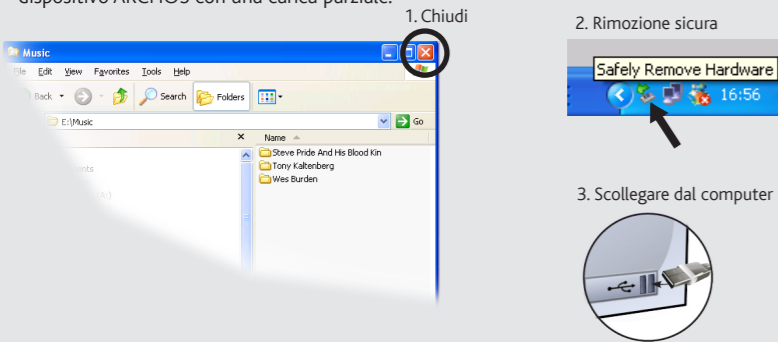 dispositivo ARCHOS con una carica parziale.
1. Chiudi
Music
File Edit View Favorites Tools Help
Back Search Folders
E:\Music Go
Name
Steve Pride And His Blood Kin
Tony Kaltenberg
Wes Burden
2. Rimozione sicura
Safely Remove Hardware
16:56
3. Scollegare dal computer